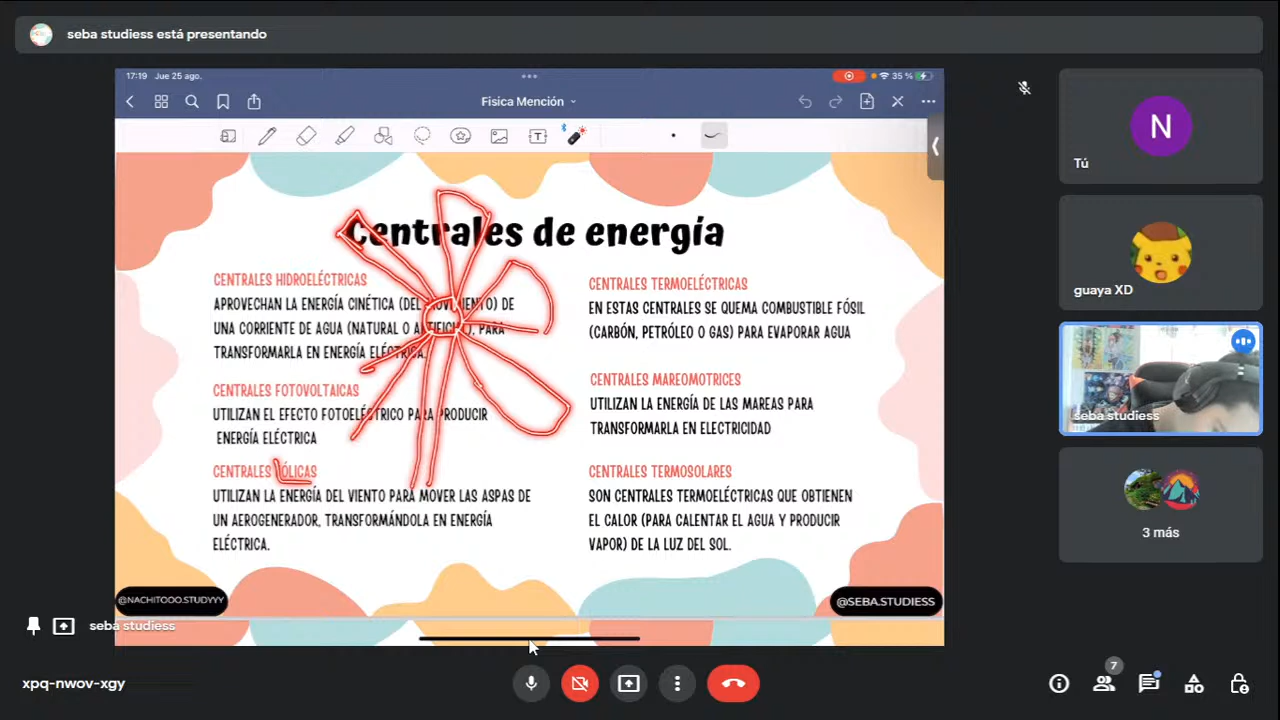 seba studiess está presentando
17:19 Jue 25 ago.
35 %
Fisica Mención
T
Centrales de energía
CENTRALES HIDROELÉCTRICAS
APROVECHAN LA ENERGÍA CINÉTICA (DEL MOVIMIENTO) DE
UNA CORRIENTE DE AGUA (NATURAL O ARTIFICIAL), PARA
TRANSFORMARLA EN ENERGÍA ELÉCTRICA.
CENTRALES FOTOVOLTAICAS
UTILIZAN EL EFECTO FOTOELÉCTRICO PARA PRODUCIR
ENERGÍA ELÉCTRICA
CENTRALES
UTILIZAN LA ENERGÍA DEL VIENTO PARA MOVER LAS ASPAS DE
UN AEROGENERADOR, TRANSFORMÁNDOLA EN ENERGÍA
ELÉCTRICA.
CENTRALES TERMOELÉCTRICAS
EN ESTAS CENTRALES SE QUEMA COMBUSTIBLE FÓSIL
(CARBÓN, PETRÓLEO O GAS) PARA EVAPORAR AGUA
CENTRALES MAREOMOTRICES
UTILIZAN LA ENERGÍA DE LAS MAREAS PARA
TRANSFORMARLA EN ELECTRICIDAD
CENTRALES TERMOSOLARES
SON CENTRALES TERMOELÉCTRICAS QUE OBTIENEN
EL CALOR (PARA CALENTAR EL AGUA Y PRODUCIR
VAPOR) DE LA LUZ DEL SOL.
@NACHITOOO.STUDYYY
@SEBA.STUDIESS
seba studiess
N
Tú
guaya XD
seba studiess
3 más
xpq-nwov-xgy
7